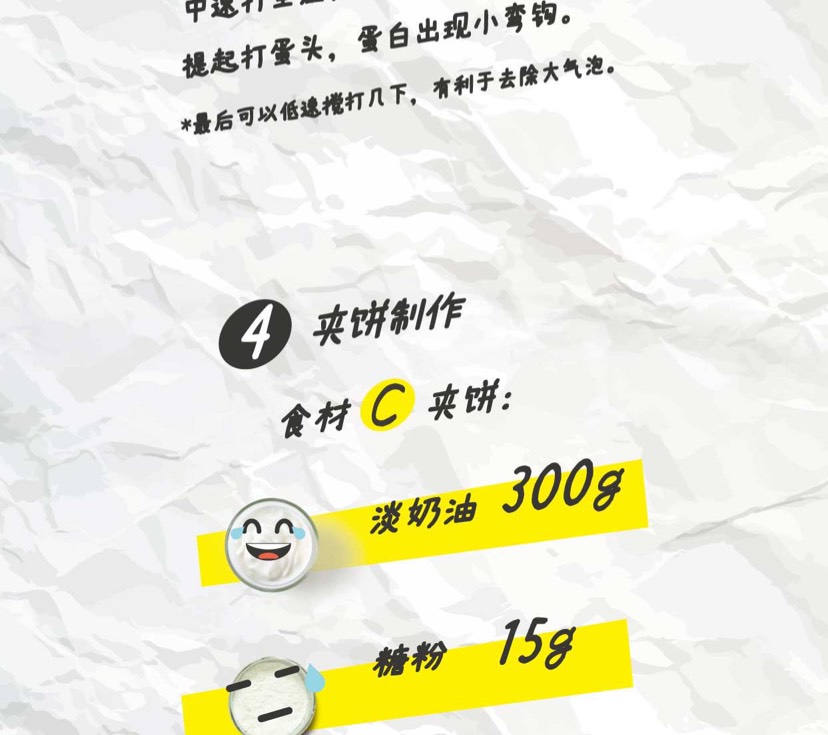 提起打蛋头，蛋白出现小弯钩。
*最后可以低速搅打几下，有利于去除大气泡。
4 夹饼制作
食材 C 夹饼：
淡奶油 300g
糖粉 15g